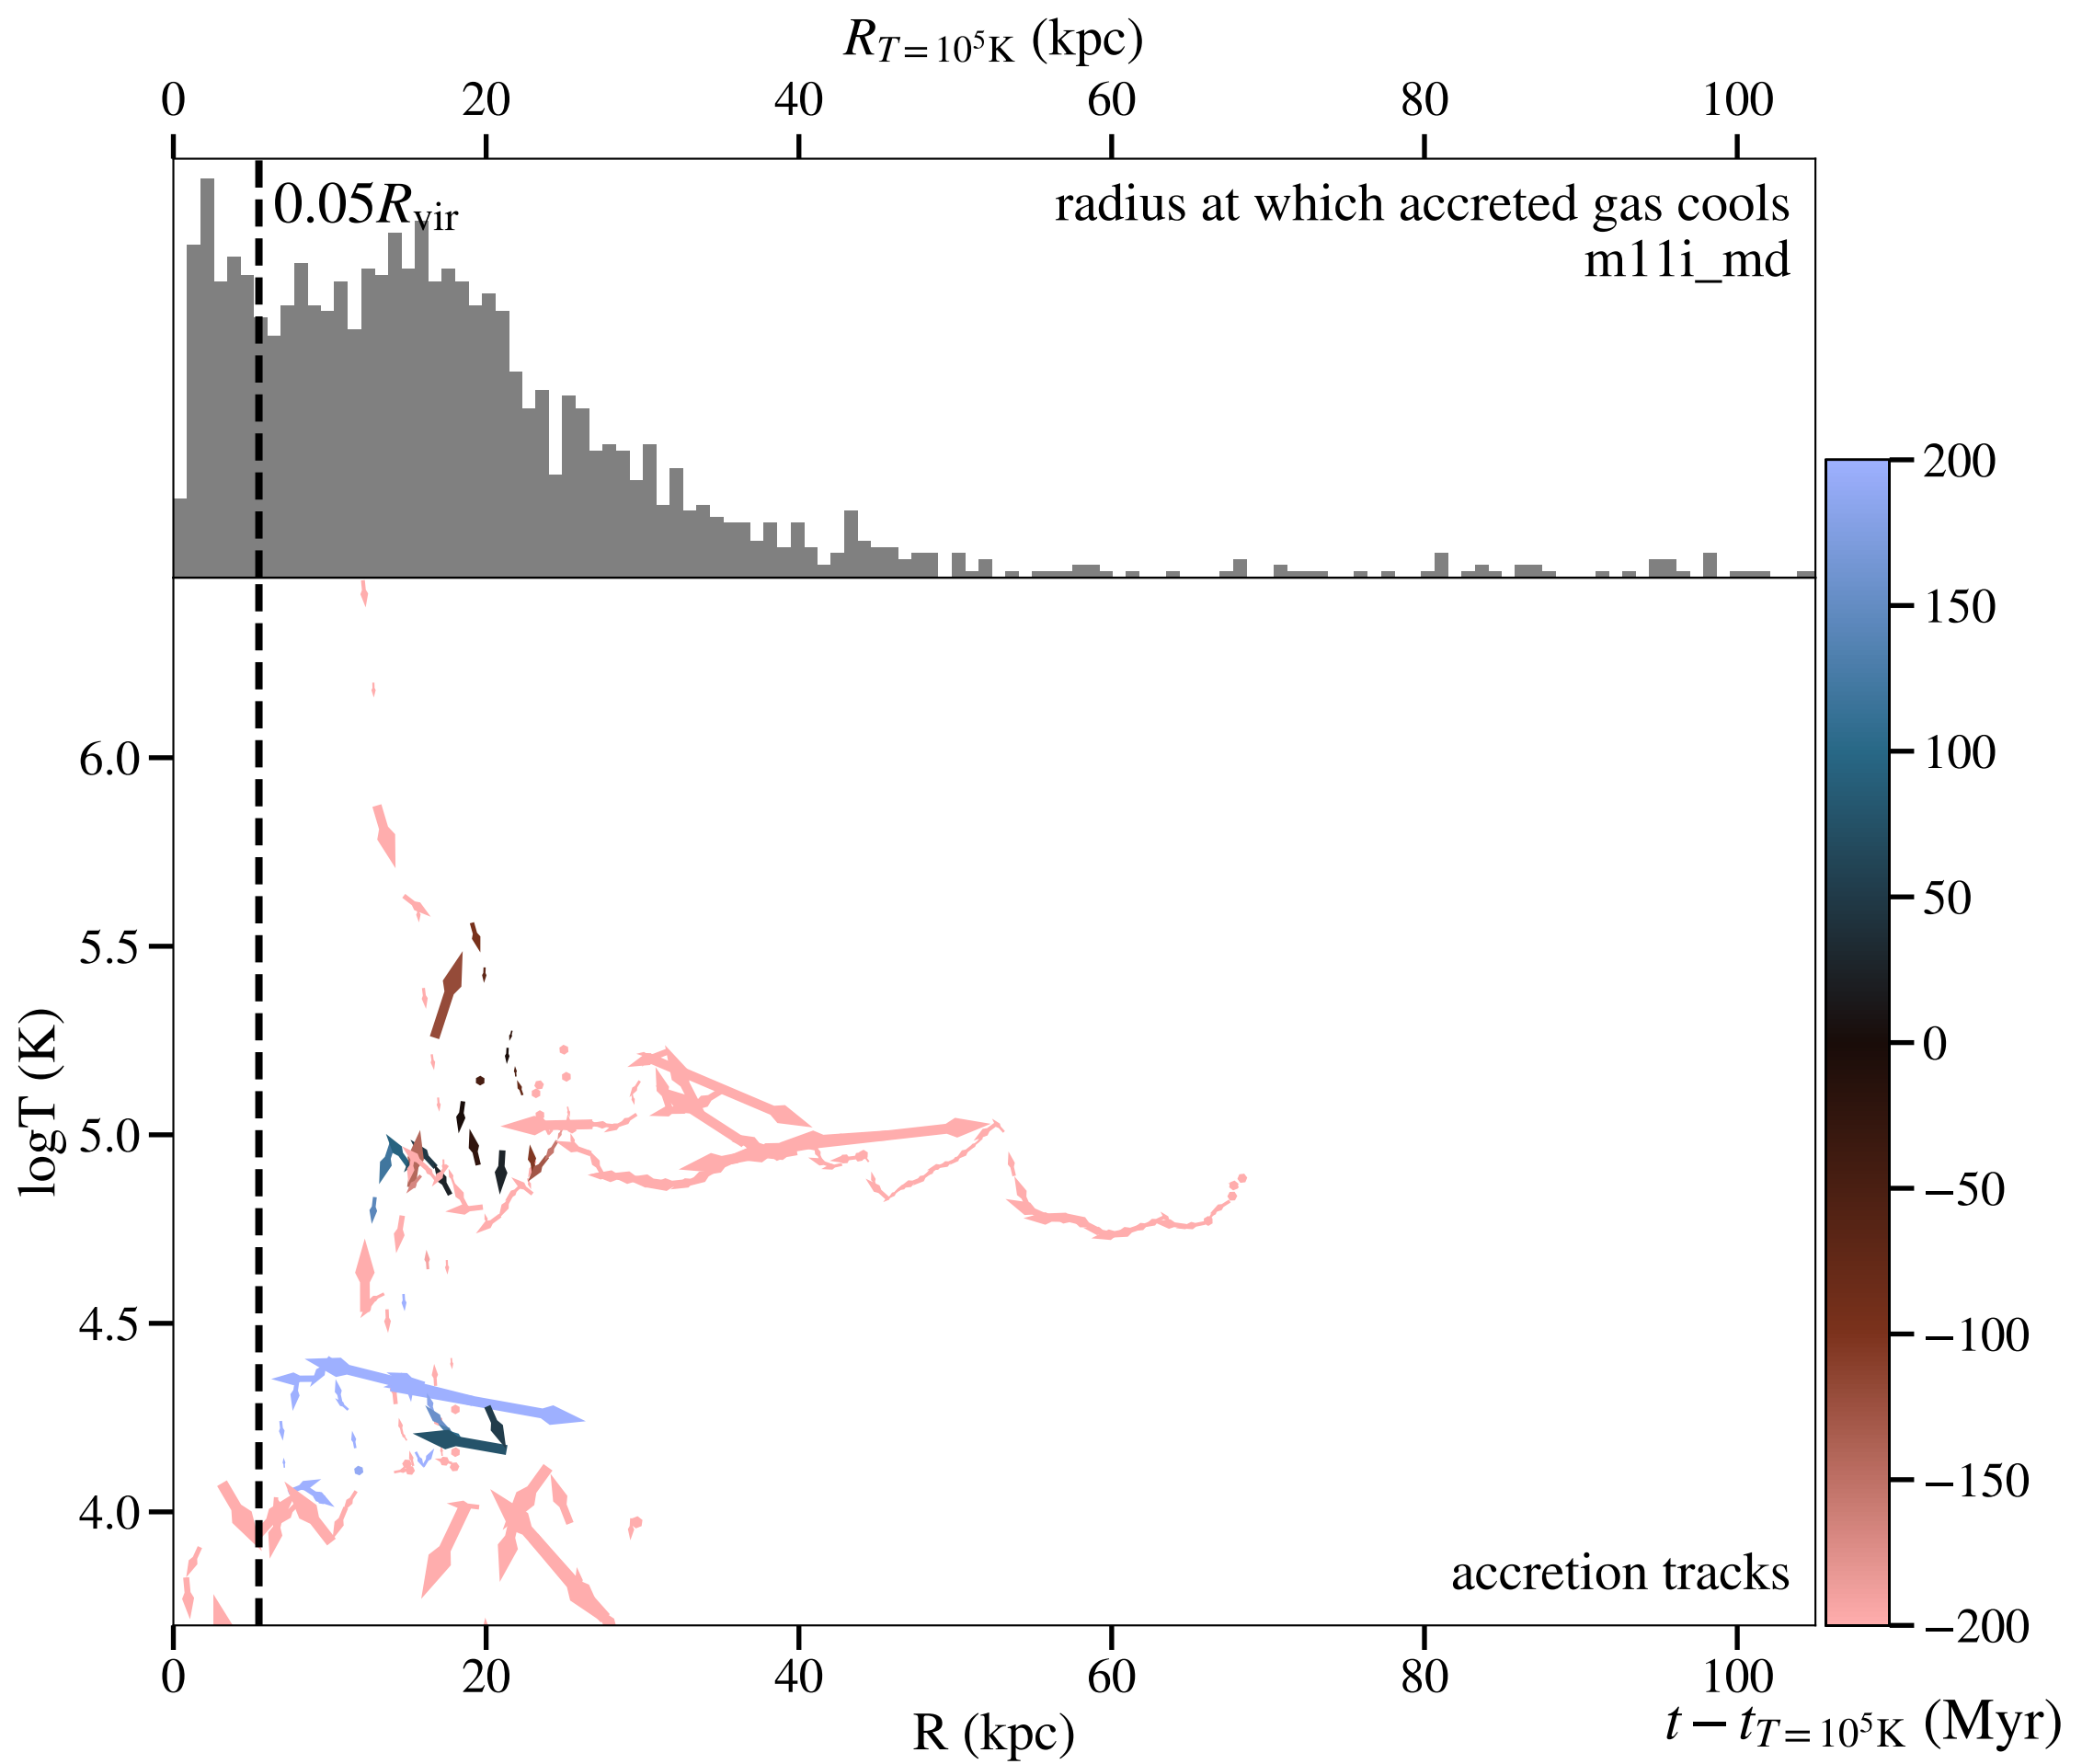 R_{T=10^5K} (kpc)
0 20 40 60 80 100
0.05R_{vir}
radius at which accreted gas cools
m11i_md
200
150
100
50
0
−50
−100
−150
−200
6.0
5.5
5.0
4.5
4.0
logT (K)
accretion tracks
0 20 40 60 80 100
R (kpc)
t − t_{T=10^5K} (Myr)